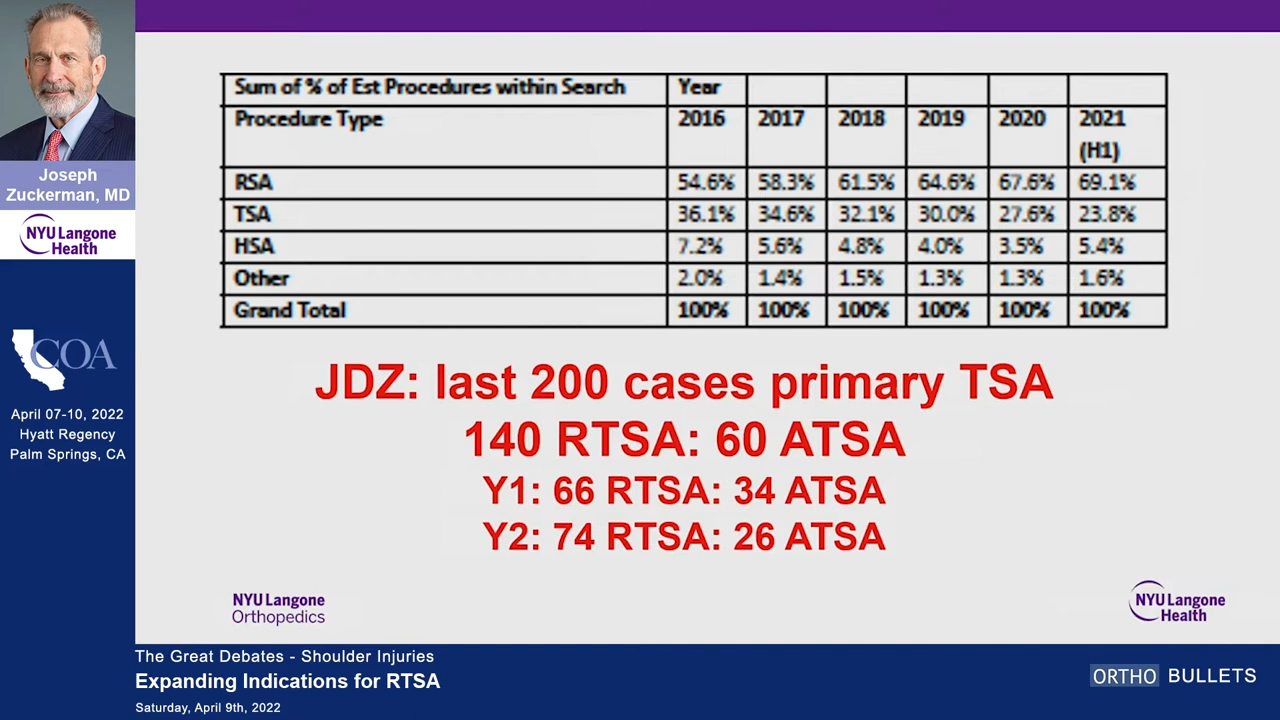 Joseph
Zuckerman, MD
NYU Langone
Health
COA
April 07-10, 2022
Hyatt Regency
Palm Springs, CA
Sum of % of Est Procedures within Search Year
Procedure Type 2016 2017 2018 2019 2020 2021
(H1)
RSA 54.6% 58.3% 61.5% 64.6% 67.6% 69.1%
TSA 36.1% 34.6% 32.1% 30.0% 27.6% 23.8%
HSA 7.2% 5.6% 4.8% 4.0% 3.5% 5.4%
Other 2.0% 1.4% 1.5% 1.3% 1.3% 1.6%
Grand Total 100% 100% 100% 100% 100% 100%
JDZ: last 200 cases primary TSA
140 RTSA: 60 ATSA
Y1: 66 RTSA: 34 ATSA
Y2: 74 RTSA: 26 ATSA
NYU Langone
Orthopedics
NYU Langone
Health
The Great Debates - Shoulder Injuries
Expanding Indications for RTSA
Saturday, April 9th, 2022
ORTHO BULLETS